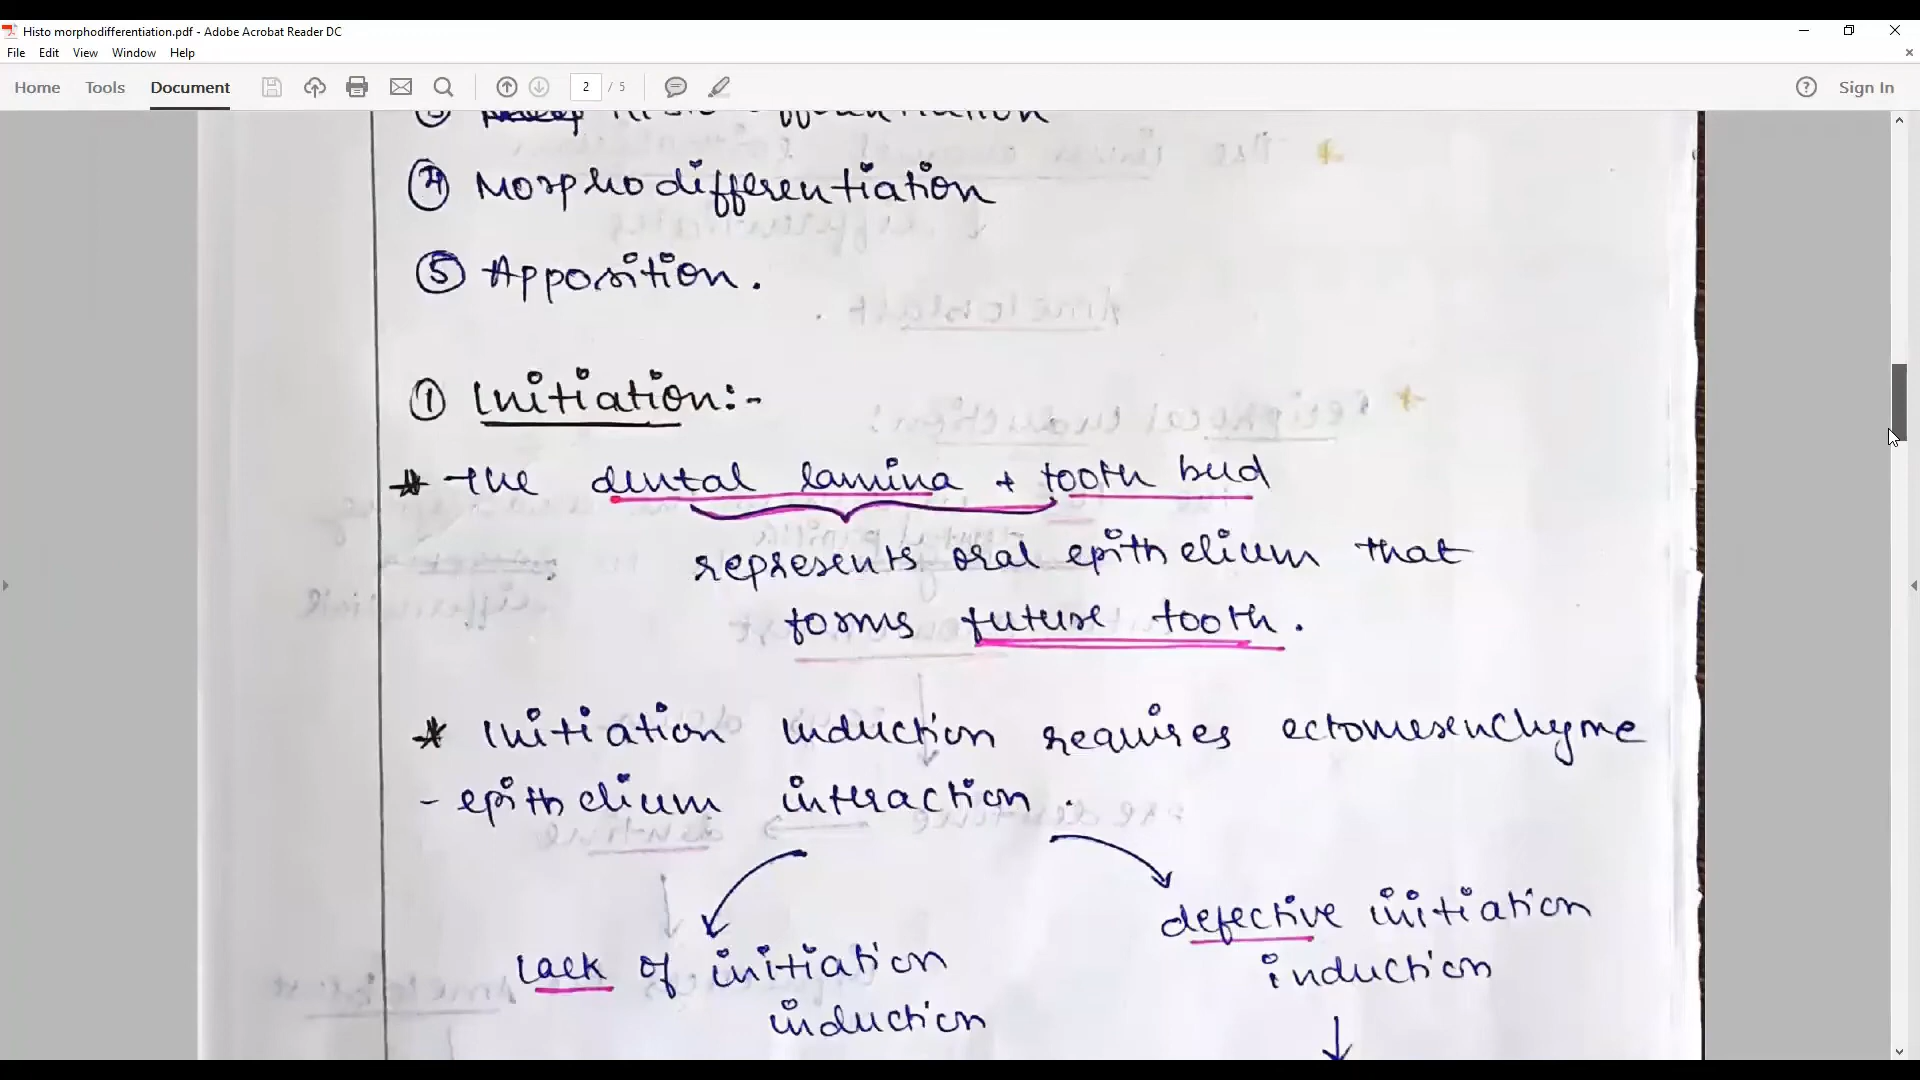 Histo morphodifferentiation.pdf - Adobe Acrobat Reader DC
File Edit View Window Help
Home Tools Document 2 / 5 Sign In
④ Morphodifferentiation
⑤ Apposition.
① Initiation:-
* the dental lamina + tooth bud
represents oral epithelium that
forms future tooth.
* Initiation induction requires ectomesenchyme
- epithelium interaction.
defective initiation
induction
Lack of initiation
induction